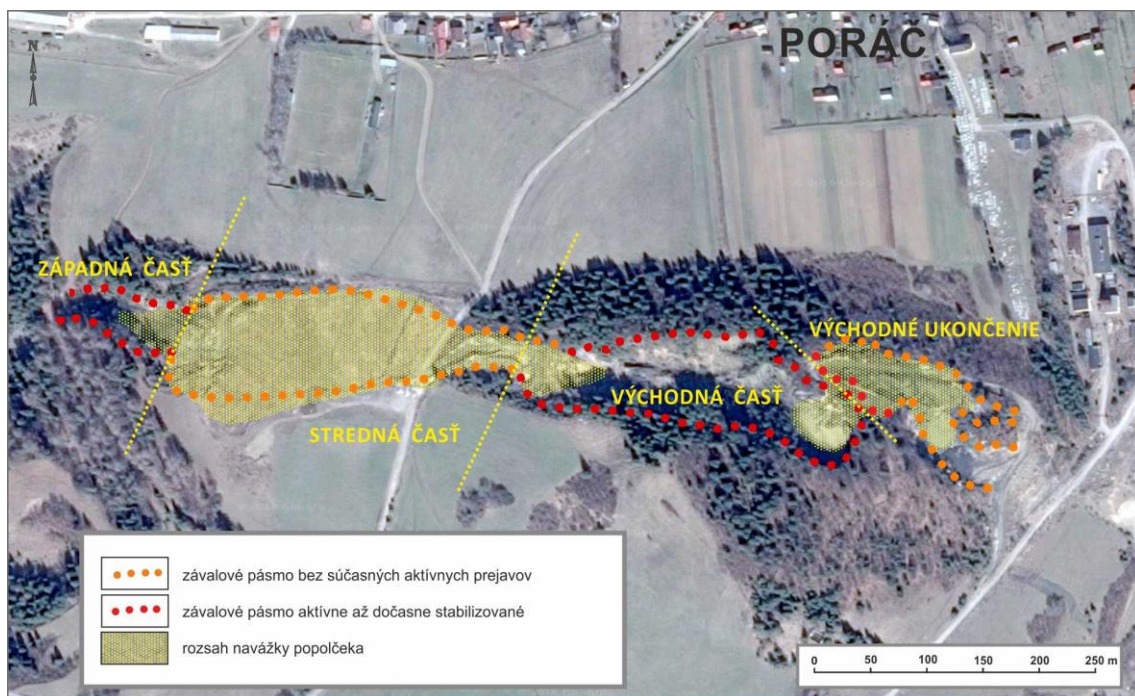 PORÁČ
N
ZÁPADNÁ ČASŤ
VÝCHODNÉ UKONČENIE
VÝCHODNÁ ČASŤ
STREDNÁ ČASŤ
závalové pásmo bez súčasných aktívnych prejavov
závalové pásmo aktívne až dočasne stabilizované
rozsah navážky popolčeka
0 50 100 150 200 250 m